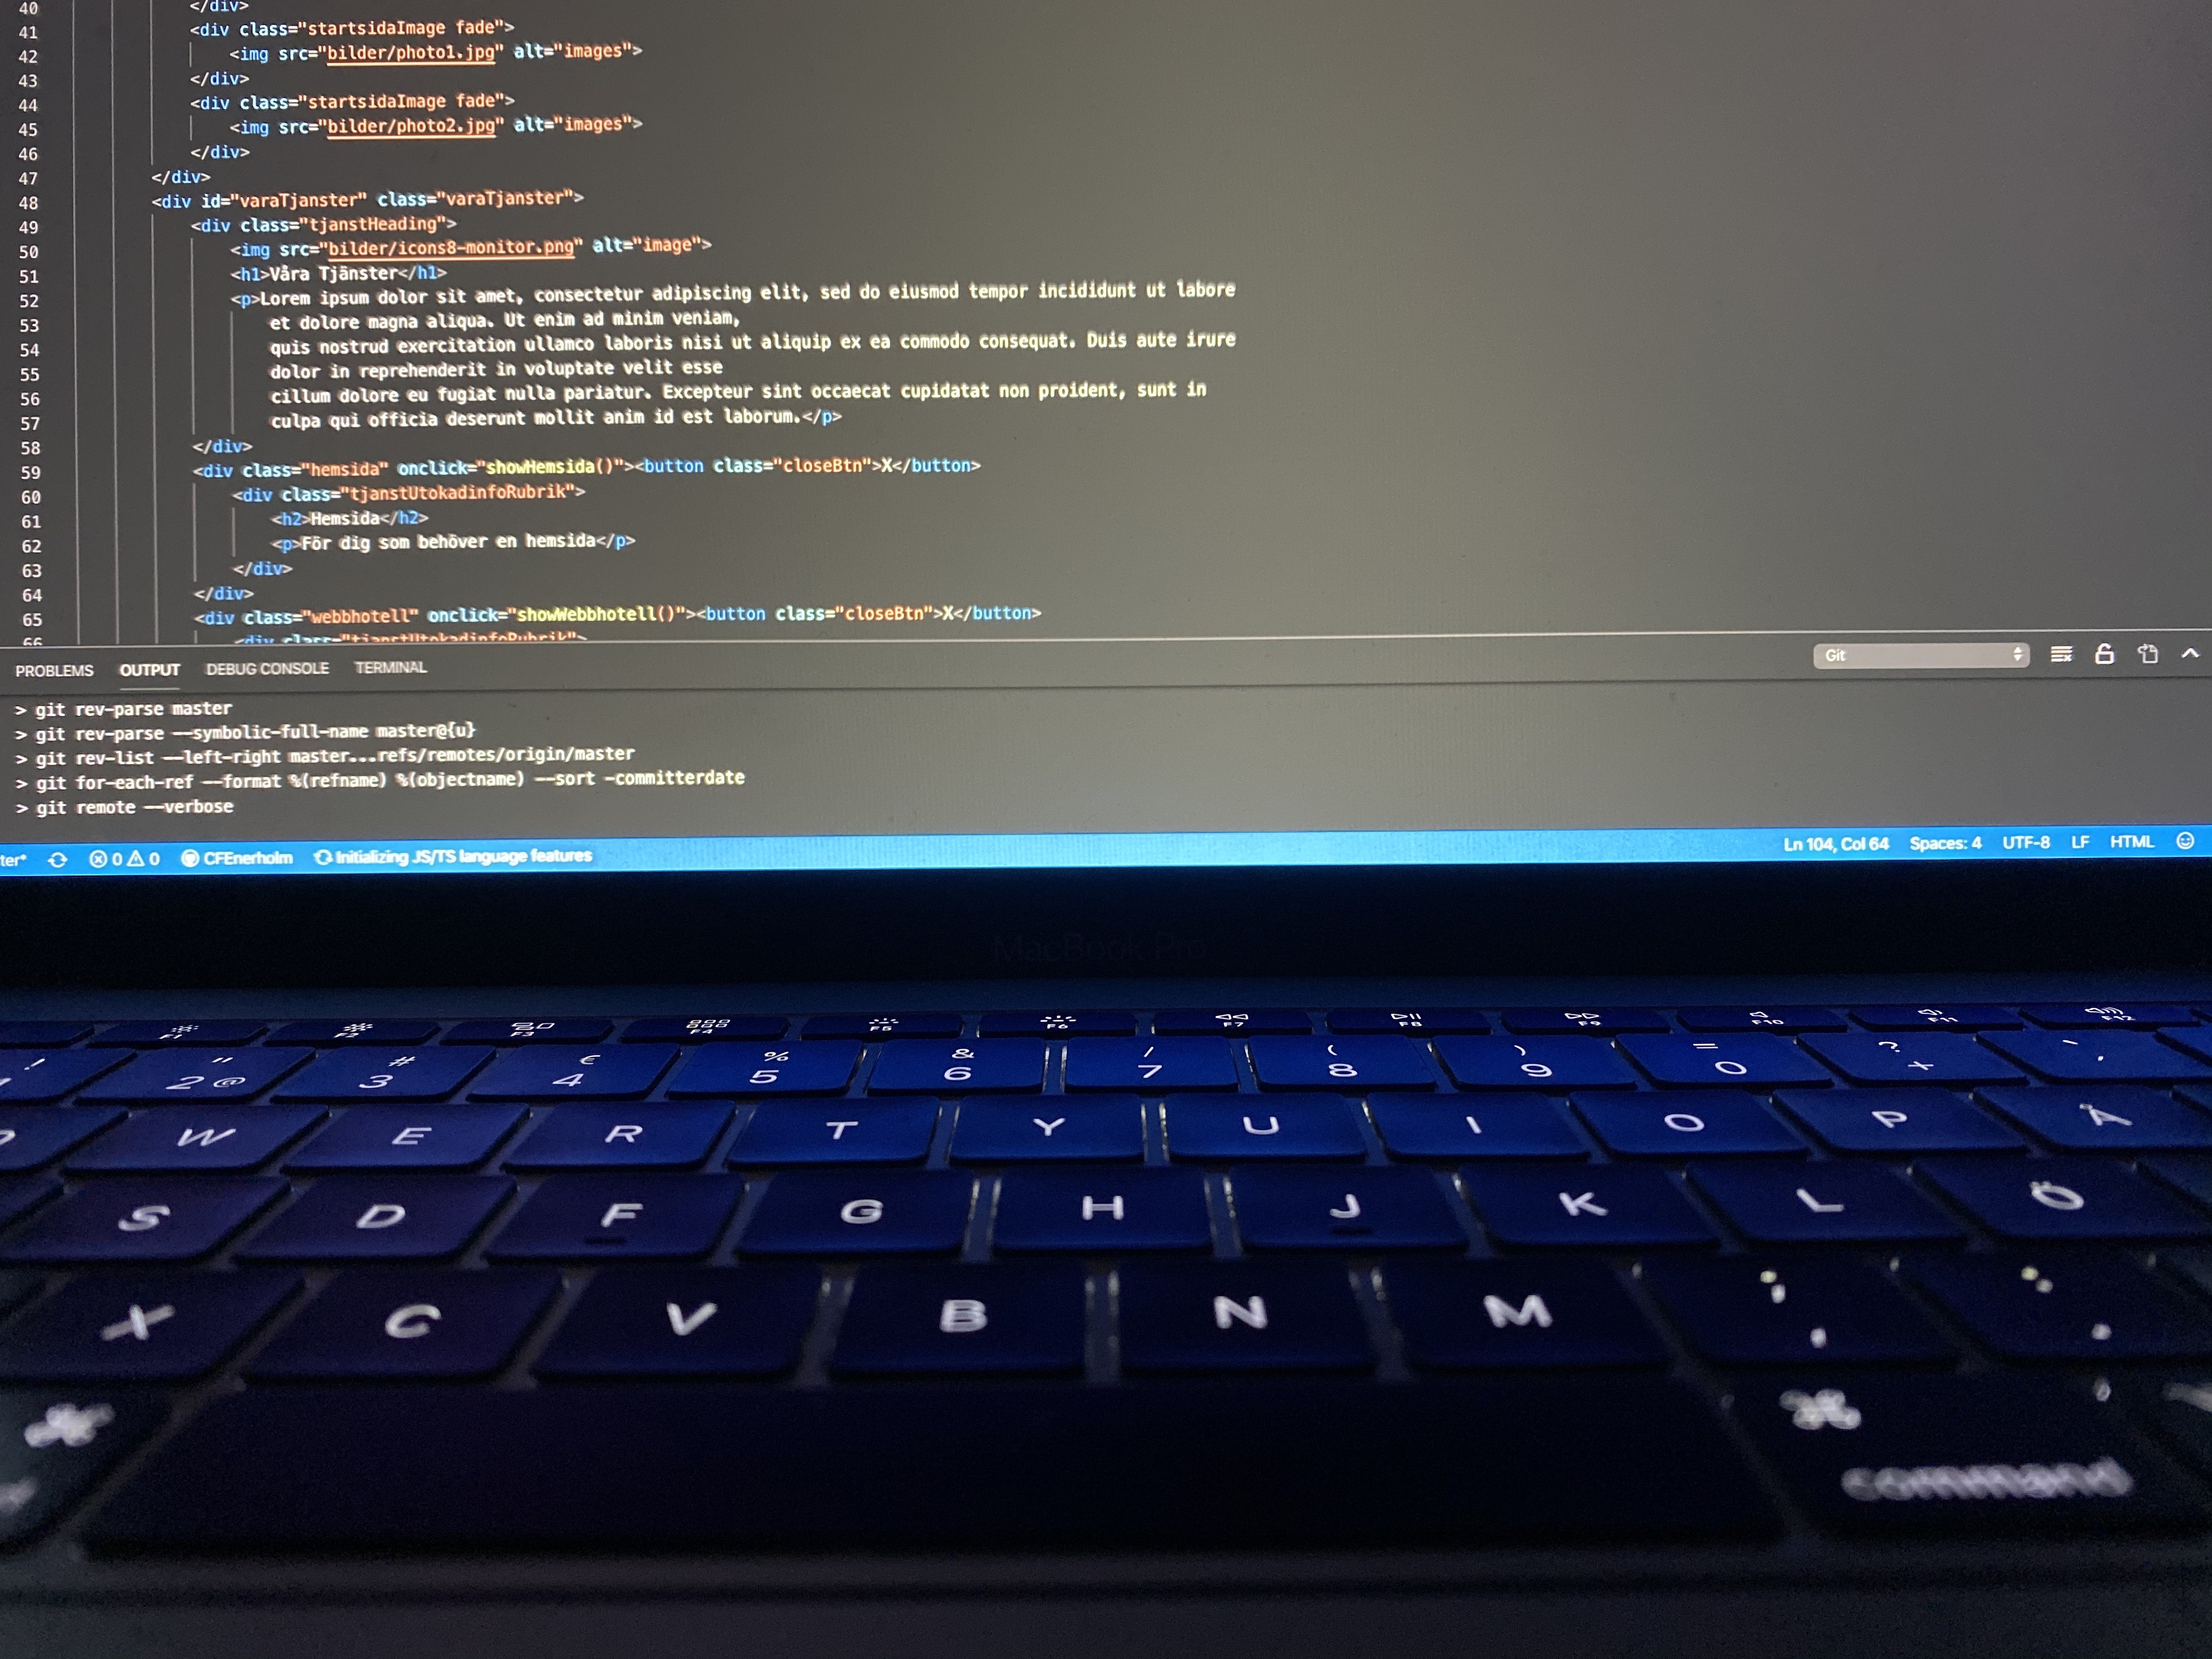 40 </div>
41 <div class="startsidaImage fade">
42 <img src="bilder/photo1.jpg" alt="images">
43 </div>
44 <div class="startsidaImage fade">
45 <img src="bilder/photo2.jpg" alt="images">
46 </div>
47 </div>
48 <div id="varaTjanster" class="varaTjanster">
49 <div class="tjanstHeading">
50 <img src="bilder/icons8-monitor.png" alt="image">
51 <h1>Våra Tjänster</h1>
52 <p>Lorem ipsum dolor sit amet, consectetur adipiscing elit, sed do eiusmod tempor incididunt ut labore
53 et dolore magna aliqua. Ut enim ad minim veniam,
54 quis nostrud exercitation ullamco laboris nisi ut aliquip ex ea commodo consequat. Duis aute irure
55 dolor in reprehenderit in voluptate velit esse
56 cillum dolore eu fugiat nulla pariatur. Excepteur sint occaecat cupidatat non proident, sunt in
57 culpa qui officia deserunt mollit anim id est laborum.</p>
58 </div>
59 <div class="hemsida" onclick="showHemsida()"><button class="closeBtn">X</button>
60 <div class="tjanstUtokadinfoRubrik">
61 <h2>Hemsida</h2>
62 <p>För dig som behöver en hemsida</p>
63 </div>
64 </div>
65 <div class="webbhotell" onclick="showWebbhotell()"><button class="closeBtn">X</button>
66 <div class="tjanstUtokadinfoRubrik">
PROBLEMS OUTPUT DEBUG CONSOLE TERMINAL Git
> git rev-parse master
> git rev-parse --symbolic-full-name master@{u}
> git rev-list --left-right master...refs/remotes/origin/master
> git for-each-ref --format %(refname) %(objectname) --sort -committerdate
> git remote --verbose
ter* 0 0 CFEnerholm Initializing JS/TS language features Ln 104, Col 64 Spaces: 4 UTF-8 LF HTML
MacBook Pro
F1 F2 F3 F4 F5 F6 F7 F8 F9 F10 F11 F12
! " # € % & / ( ) = ? `
2 @ 3 4 5 6 7 8 9 0 + ´
W E R T Y U I O P Å
S D F G H J K L Ö
X C V B N M ; , : .
⌘ ⌘
command